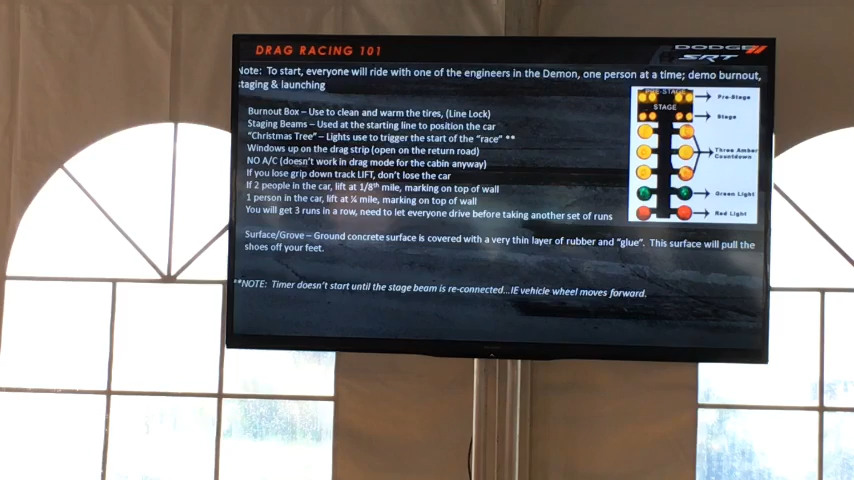 DRAG RACING 101
DODGE
SRT
Note: To start, everyone will ride with one of the engineers in the Demon, one person at a time; demo burnout,
staging & launching
Burnout Box – Use to clean and warm the tires, (Line Lock)
Staging Beams – Used at the starting line to position the car
"Christmas Tree" – Lights use to trigger the start of the "race" **
Windows up on the drag strip (open on the return road)
NO A/C (doesn't work in drag mode for the cabin anyway)
If you lose grip down track LIFT, don't lose the car
If 2 people in the car, lift at 1/8th mile, marking on top of wall
1 person in the car, lift at ¼ mile, marking on top of wall
You will get 3 runs in a row, need to let everyone drive before taking another set of runs
PRE-STAGE
Pre-Stage
STAGE
Stage
Three Amber
Countdown
Green Light
Red Light
Surface/Grove – Ground concrete surface is covered with a very thin layer of rubber and "glue". This surface will pull the
shoes off your feet.
**NOTE: Timer doesn't start until the stage beam is re-connected...IE vehicle wheel moves forward.